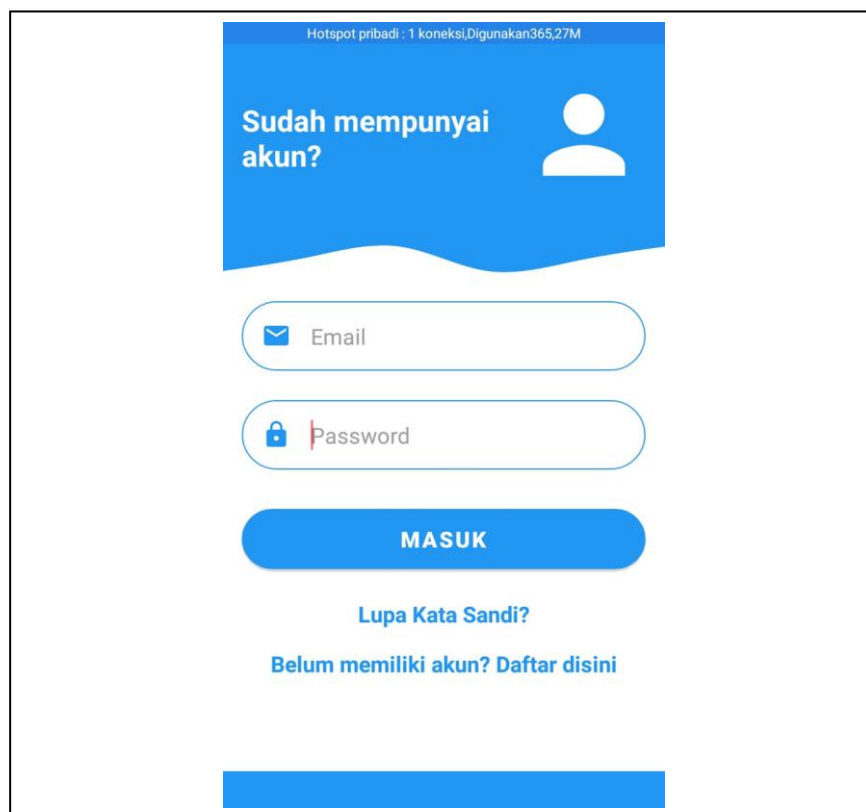 Hotspot pribadi : 1 koneksi,Digunakan365,27M
Sudah mempunyai
akun?
Email
Password
MASUK
Lupa Kata Sandi?
Belum memiliki akun? Daftar disini